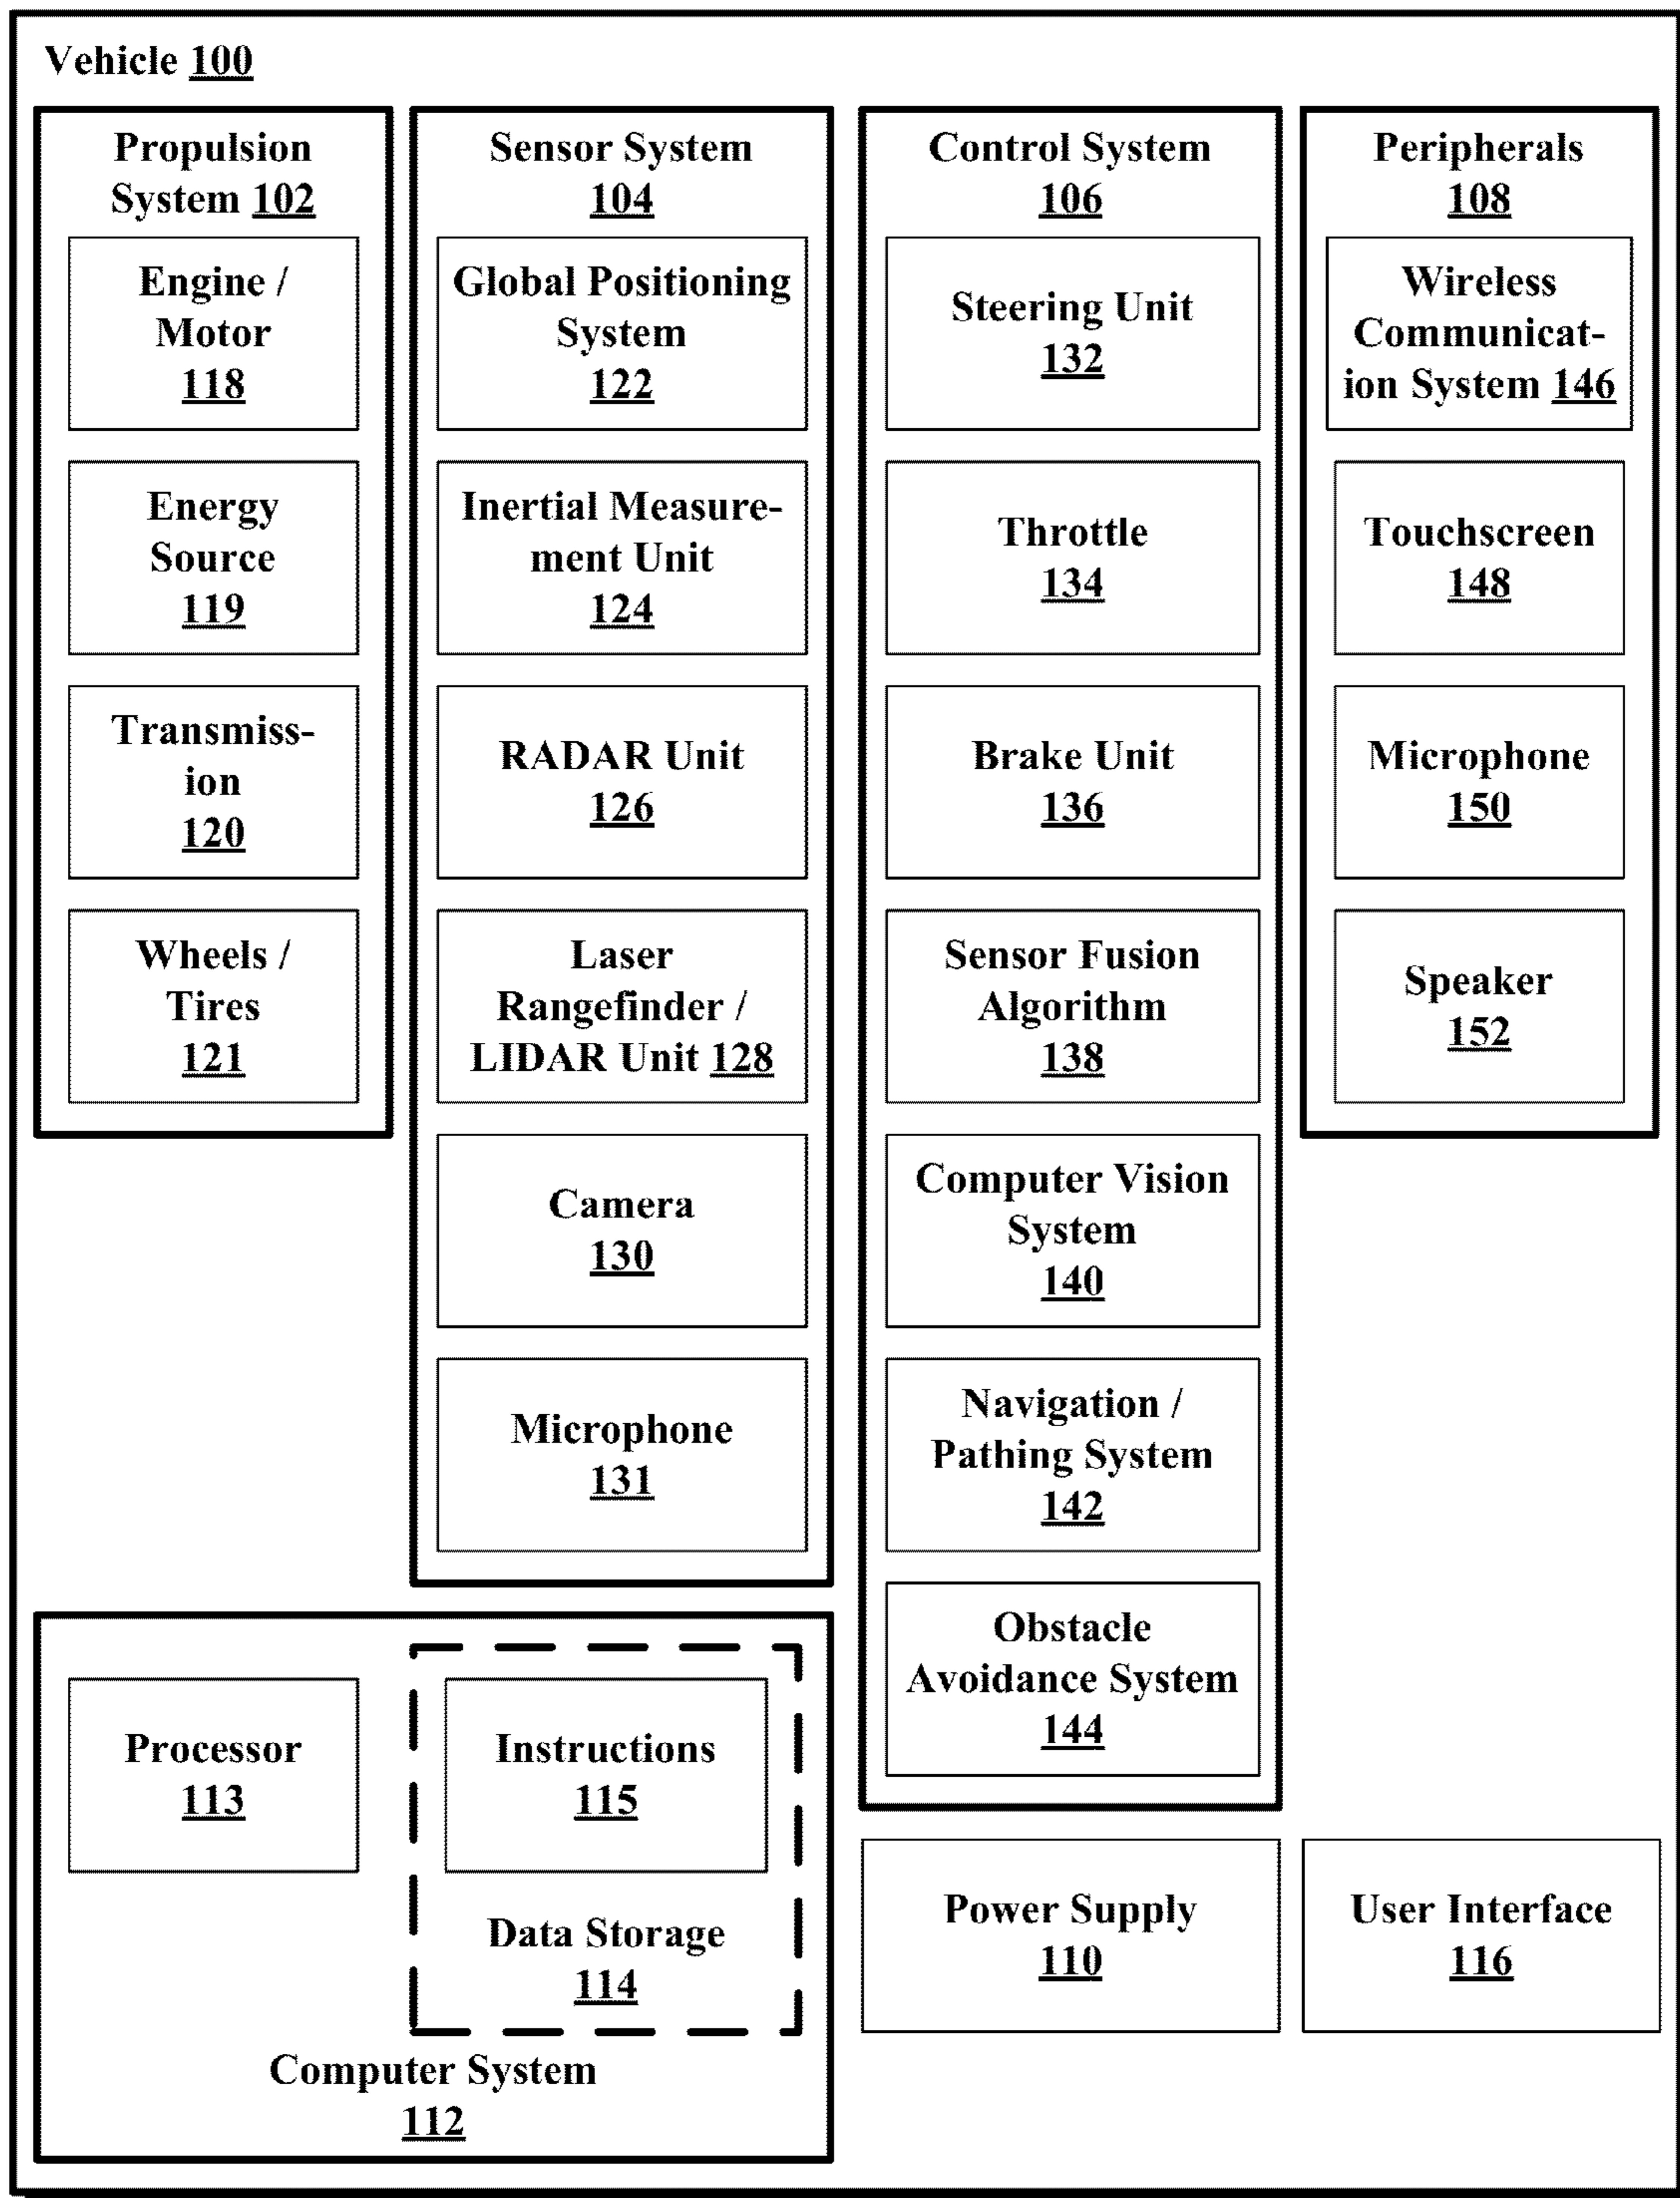 Vehicle 100
Propulsion
System 102
Engine /
Motor
118
Energy
Source
119
Transmiss-
ion
120
Wheels /
Tires
121
Sensor System
104
Global Positioning
System
122
Inertial Measure-
ment Unit
124
RADAR Unit
126
Laser
Rangefinder /
LIDAR Unit 128
Camera
130
Microphone
131
Control System
106
Steering Unit
132
Throttle
134
Brake Unit
136
Sensor Fusion
Algorithm
138
Computer Vision
System
140
Navigation /
Pathing System
142
Obstacle
Avoidance System
144
Peripherals
108
Wireless
Communicat-
ion System 146
Touchscreen
148
Microphone
150
Speaker
152
Processor
113
Instructions
115
Data Storage
114
Computer System
112
Power Supply
110
User Interface
116